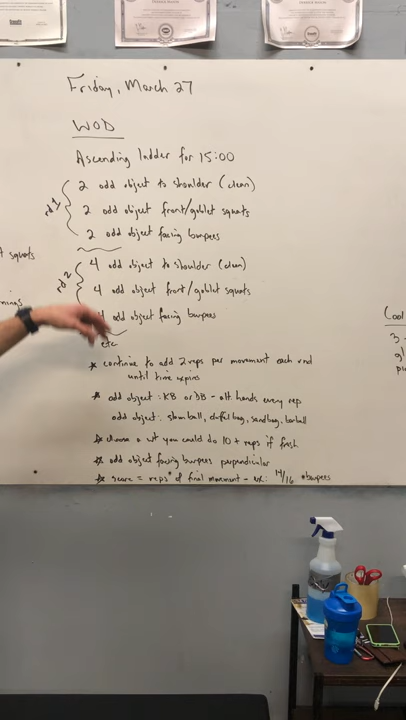 Friday, March 27
WOD
Ascending ladder for 15:00
rd 1
2 odd object to shoulder (clean)
2 odd object front/goblet squats
2 odd object facing burpees
rd 2
4 odd object to shoulder (clean)
4 odd object front/goblet squats
4 odd object facing burpees
etc
* continue to add 2 reps per movement each rnd
until time expires
* odd object: KB or DB - alt. hands every rep
odd object: slam ball, duffel bag, sandbag, barbell
* choose a wt you could do 10+ reps if fresh
* odd object facing burpees perpendicular
* score = reps of final movement - ex: 14/16 burpees
squats
Cool
3